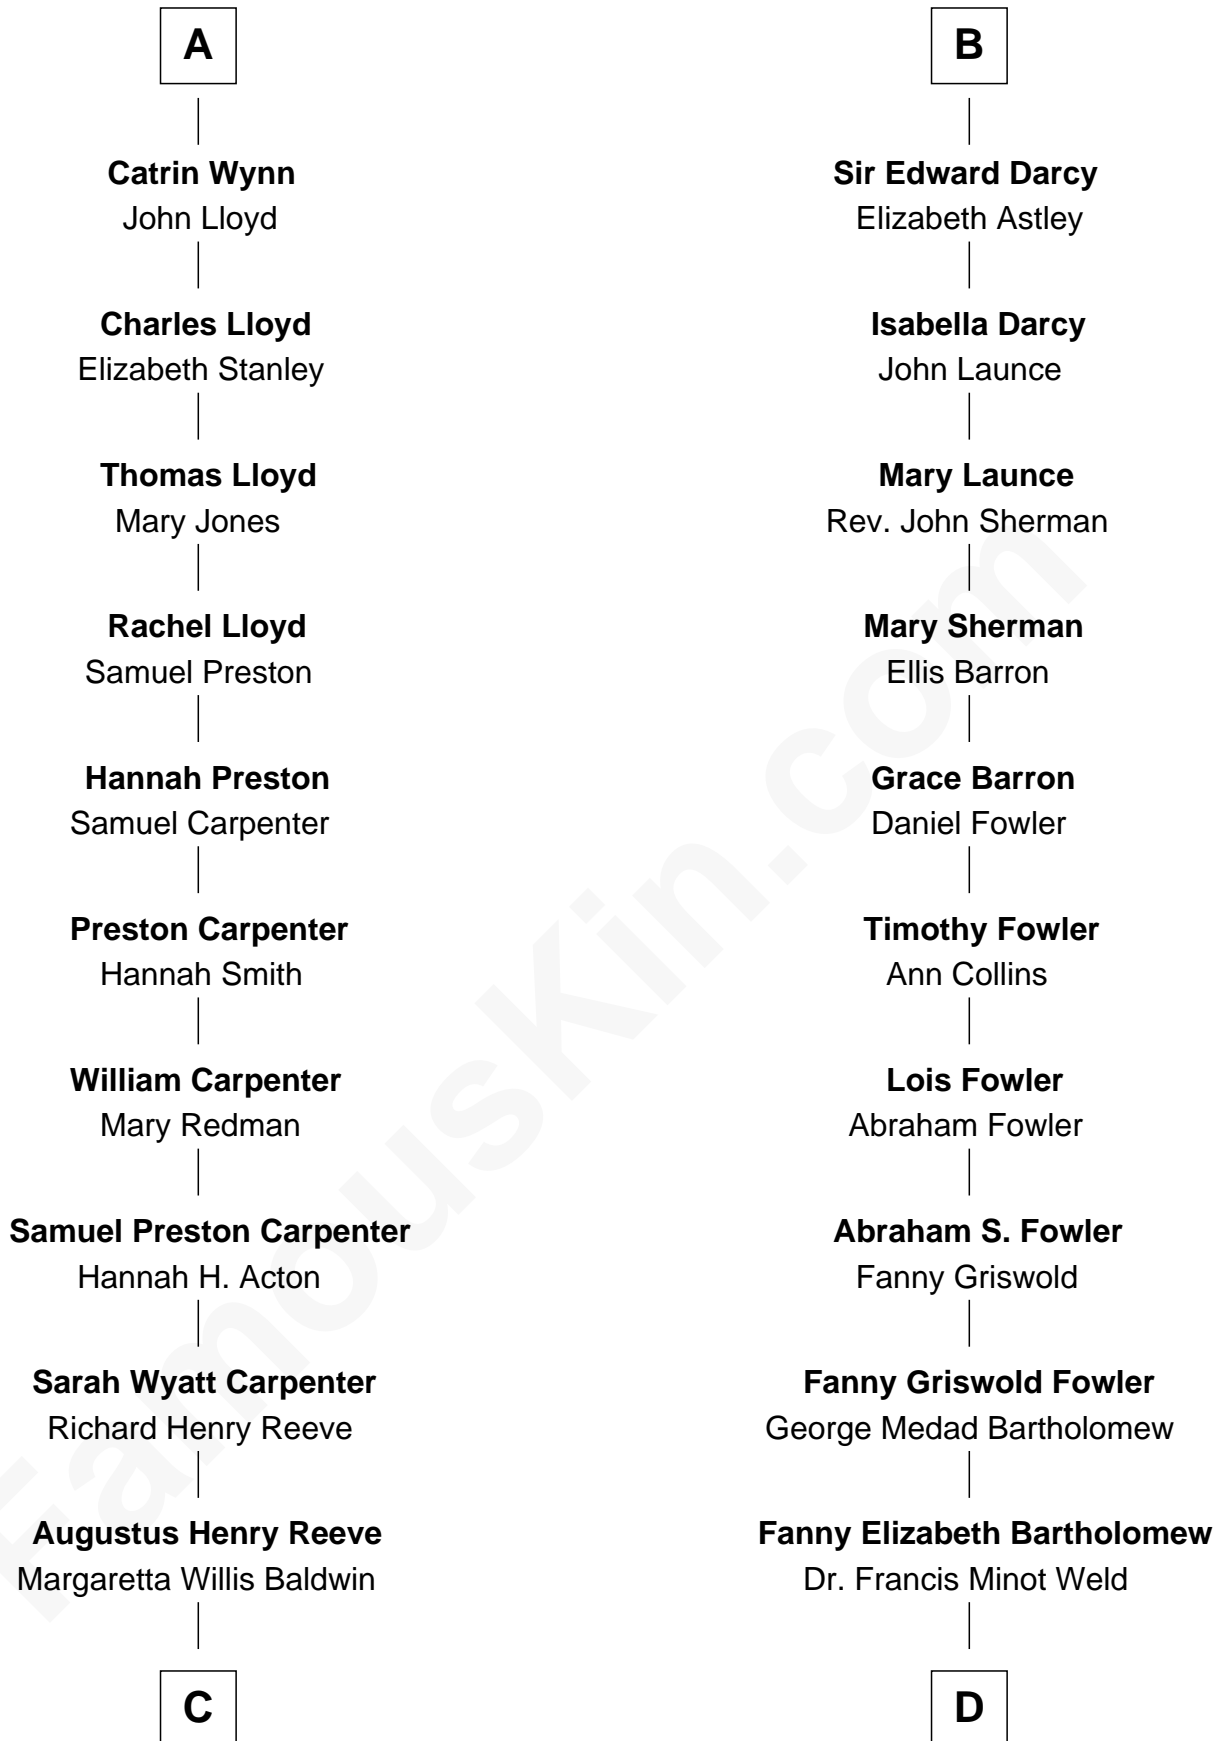 A
Catrin Wynn
John Lloyd
Charles Lloyd
Elizabeth Stanley
Thomas Lloyd
Mary Jones
Rachel Lloyd
Samuel Preston
Hannah Preston
Samuel Carpenter
Preston Carpenter
Hannah Smith
William Carpenter
Mary Redman
Samuel Preston Carpenter
Hannah H. Acton
Sarah Wyatt Carpenter
Richard Henry Reeve
Augustus Henry Reeve
Margaretta Willis Baldwin
C
B
Sir Edward Darcy
Elizabeth Astley
Isabella Darcy
John Launce
Mary Launce
Rev. John Sherman
Mary Sherman
Ellis Barron
Grace Barron
Daniel Fowler
Timothy Fowler
Ann Collins
Lois Fowler
Abraham Fowler
Abraham S. Fowler
Fanny Griswold
Fanny Griswold Fowler
George Medad Bartholomew
Fanny Elizabeth Bartholomew
Dr. Francis Minot Weld
D
FamousKin.com